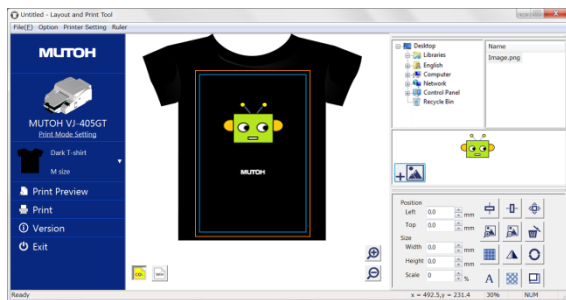 Untitled - Layout and Print Tool
File(F) Option Printer Setting Ruler
MUTOH
MUTOH VJ-405GT
Print Mode Setting
Dark T-shirt
M size
Print Preview
Print
Version
Exit
MUTOH
Desktop
Libraries
English
Computer
Network
Control Panel
Recycle Bin
Name
Image.png
Position
Left 0.0 mm
Top 0.0 mm
Size
Width 0.0 mm
Height 0.0 mm
Scale 0 %
A
Ready
x = 492.5,y = 231.4 30% NUM